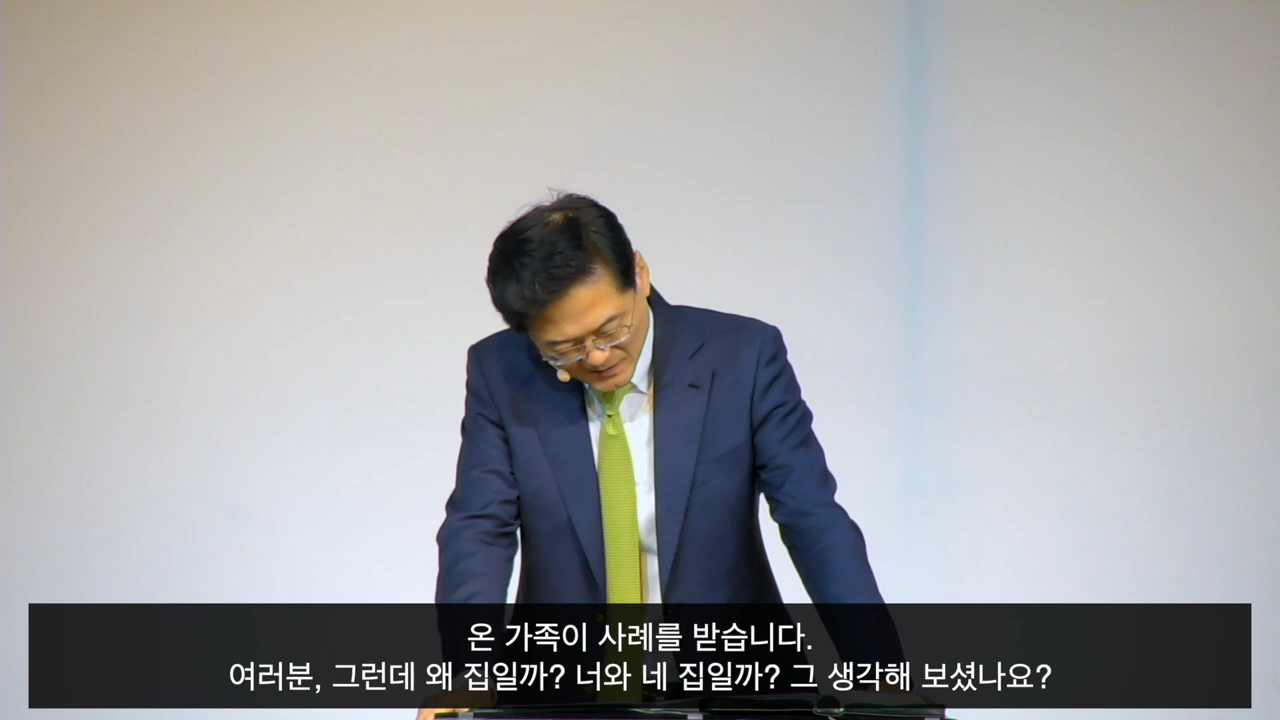 온 가족이 사례를 받습니다.
여러분, 그런데 왜 집일까? 너와 네 집일까? 그 생각해 보셨나요?